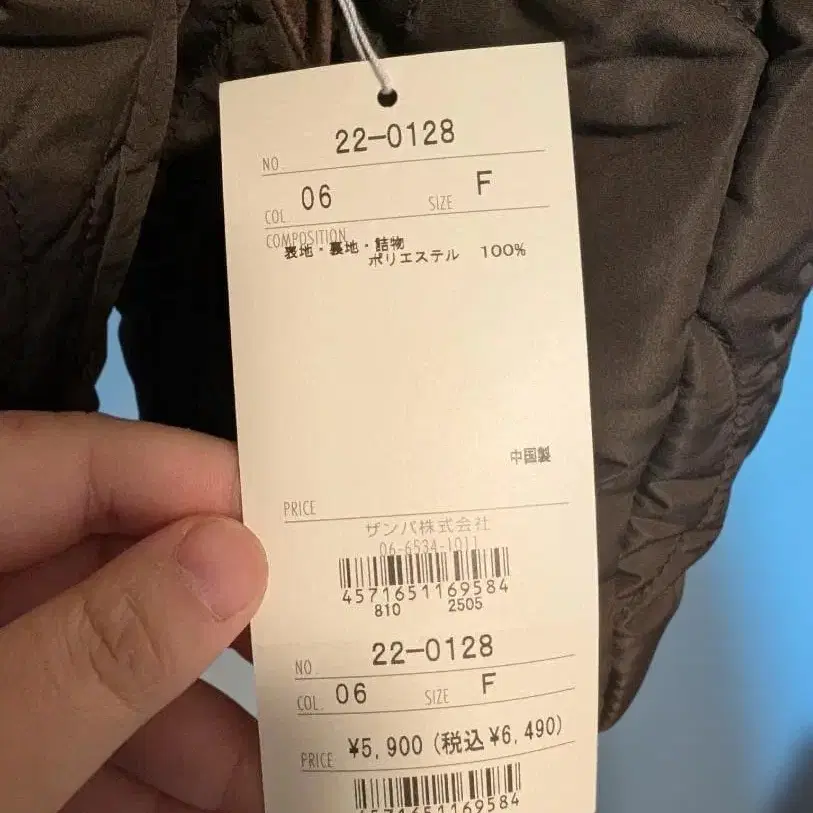 NO. 22-0128
COL 06 SIZE F
COMPOSITION
表地・裏地・詰物
ポリエステル 100%
中国製
PRICE
ザンパ株式会社
06-6534-1011
4571651169584
810 2505
NO 22-0128
COL. 06 SIZE F
PRICE ¥5,900 (税込¥6,490)
4571651169584